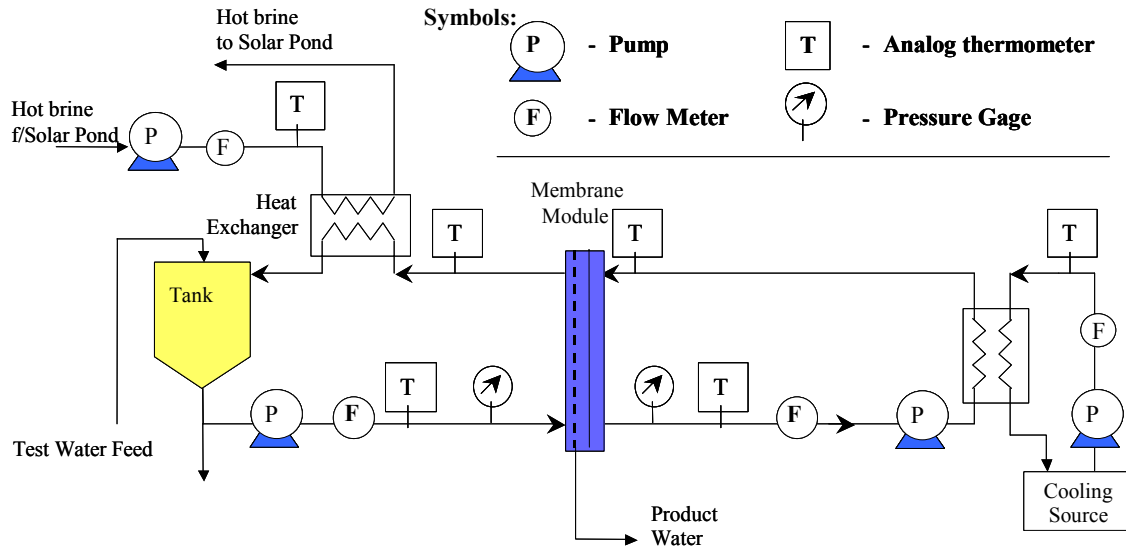 Hot brine
to Solar Pond
Symbols:
P - Pump
T - Analog thermometer
F - Flow Meter
- Pressure Gage
Hot brine
f/Solar Pond
P
F
T
Heat
Exchanger
Membrane
Module
T
T
T
Tank
F
P
F
T
T
F
P
P
Test Water Feed
Product
Water
Cooling
Source